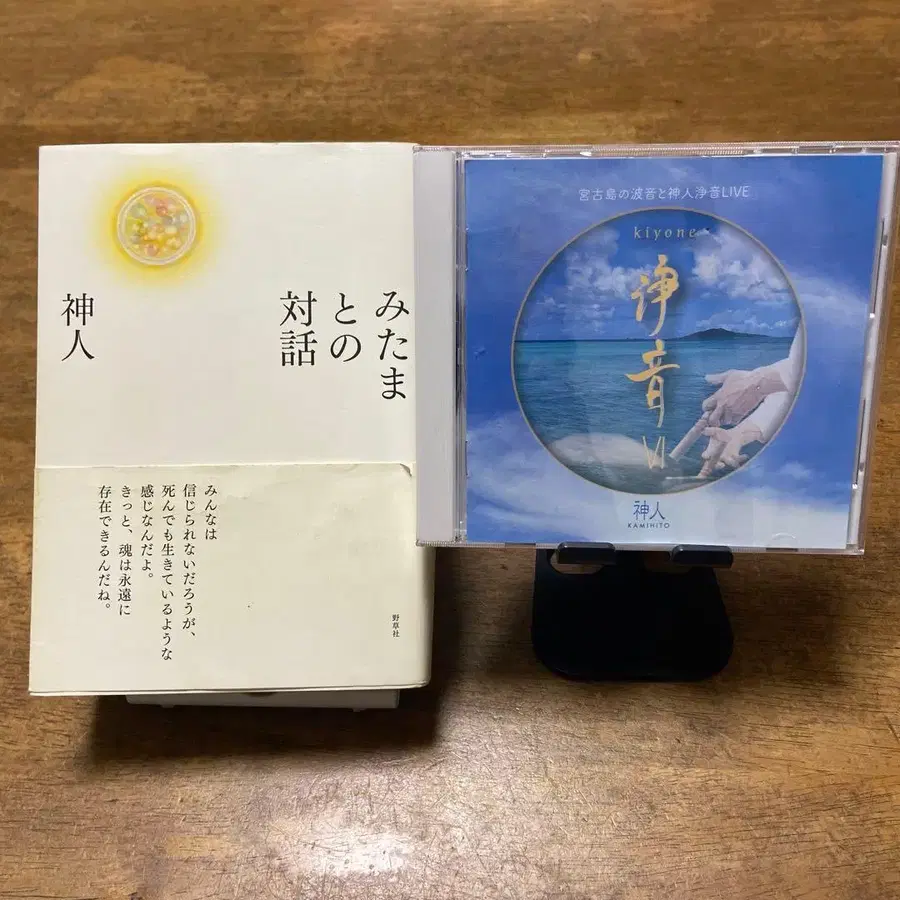 みたま
との
対話
神人
みんなは
信じられないだろうが、
死んでも生きているような
感じなんだよ。
きっと、魂は永遠に
存在できるんだね。
野草社
宮古島の波音と神人浄音LIVE
kiyone
浄音 VI
神人
KAMIHiTO